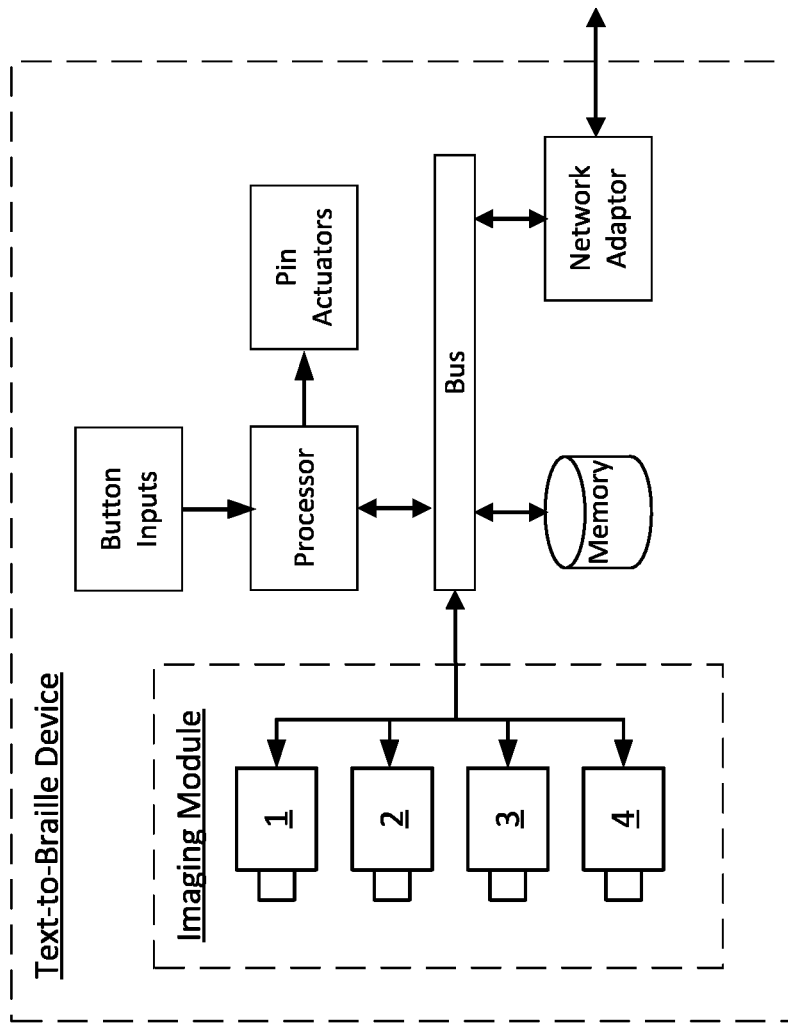 Text-to-Braille Device
Imaging Module
1
2
3
4
Button
Inputs
Processor
Pin
Actuators
Bus
Memory
Network
Adaptor